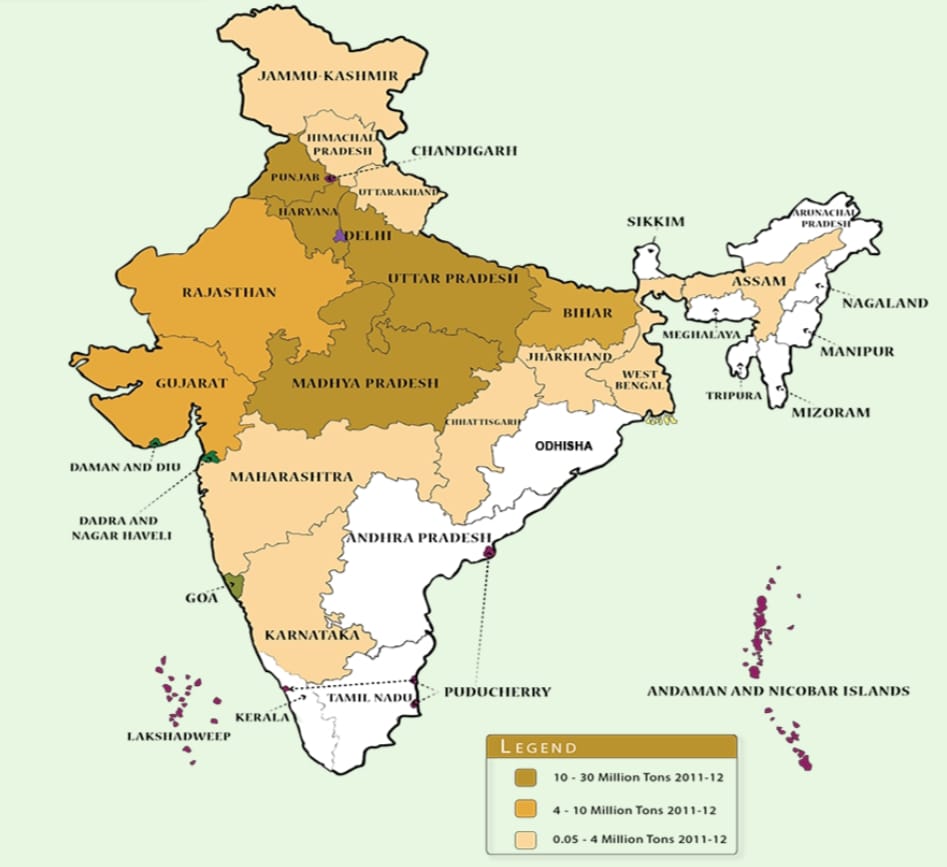 JAMMU-KASHMIR
HIMACHAL
PRADESH
CHANDIGARH
PUNJAB
UTTARAKHAND
HARYANA
DELHI
SIKKIM
ARUNACHAL
PRADESH
UTTAR PRADESH
RAJASTHAN
ASSAM
NAGALAND
BIHAR
MEGHALAYA
MANIPUR
JHARKHAND
GUJARAT
MADHYA PRADESH
WEST
BENGAL
TRIPURA
MIZORAM
CHHATTISGARH
ODHISHA
DAMAN AND DIU
MAHARASHTRA
DADRA AND
NAGAR HAVELI
ANDHRA PRADESH
GOA
KARNATAKA
PUDUCHERRY
ANDAMAN AND NICOBAR ISLANDS
TAMIL NADU
KERALA
LAKSHADWEEP
LEGEND
10 - 30 Million Tons 2011-12
4 - 10 Million Tons 2011-12
0.05 - 4 Million Tons 2011-12